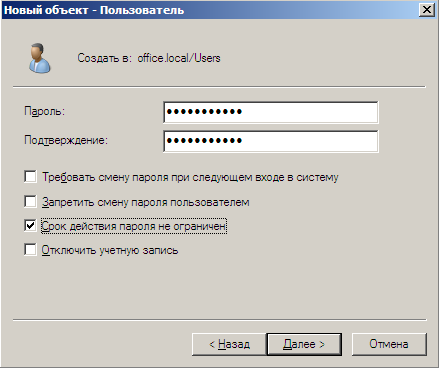 Новый объект - Пользователь
Создать в: office.local/Users
Пароль: •••••••••••
Подтверждение: •••••••••••
Требовать смену пароля при следующем входе в систему
Запретить смену пароля пользователем
Срок действия пароля не ограничен
Отключить учетную запись
< Назад Далее > Отмена